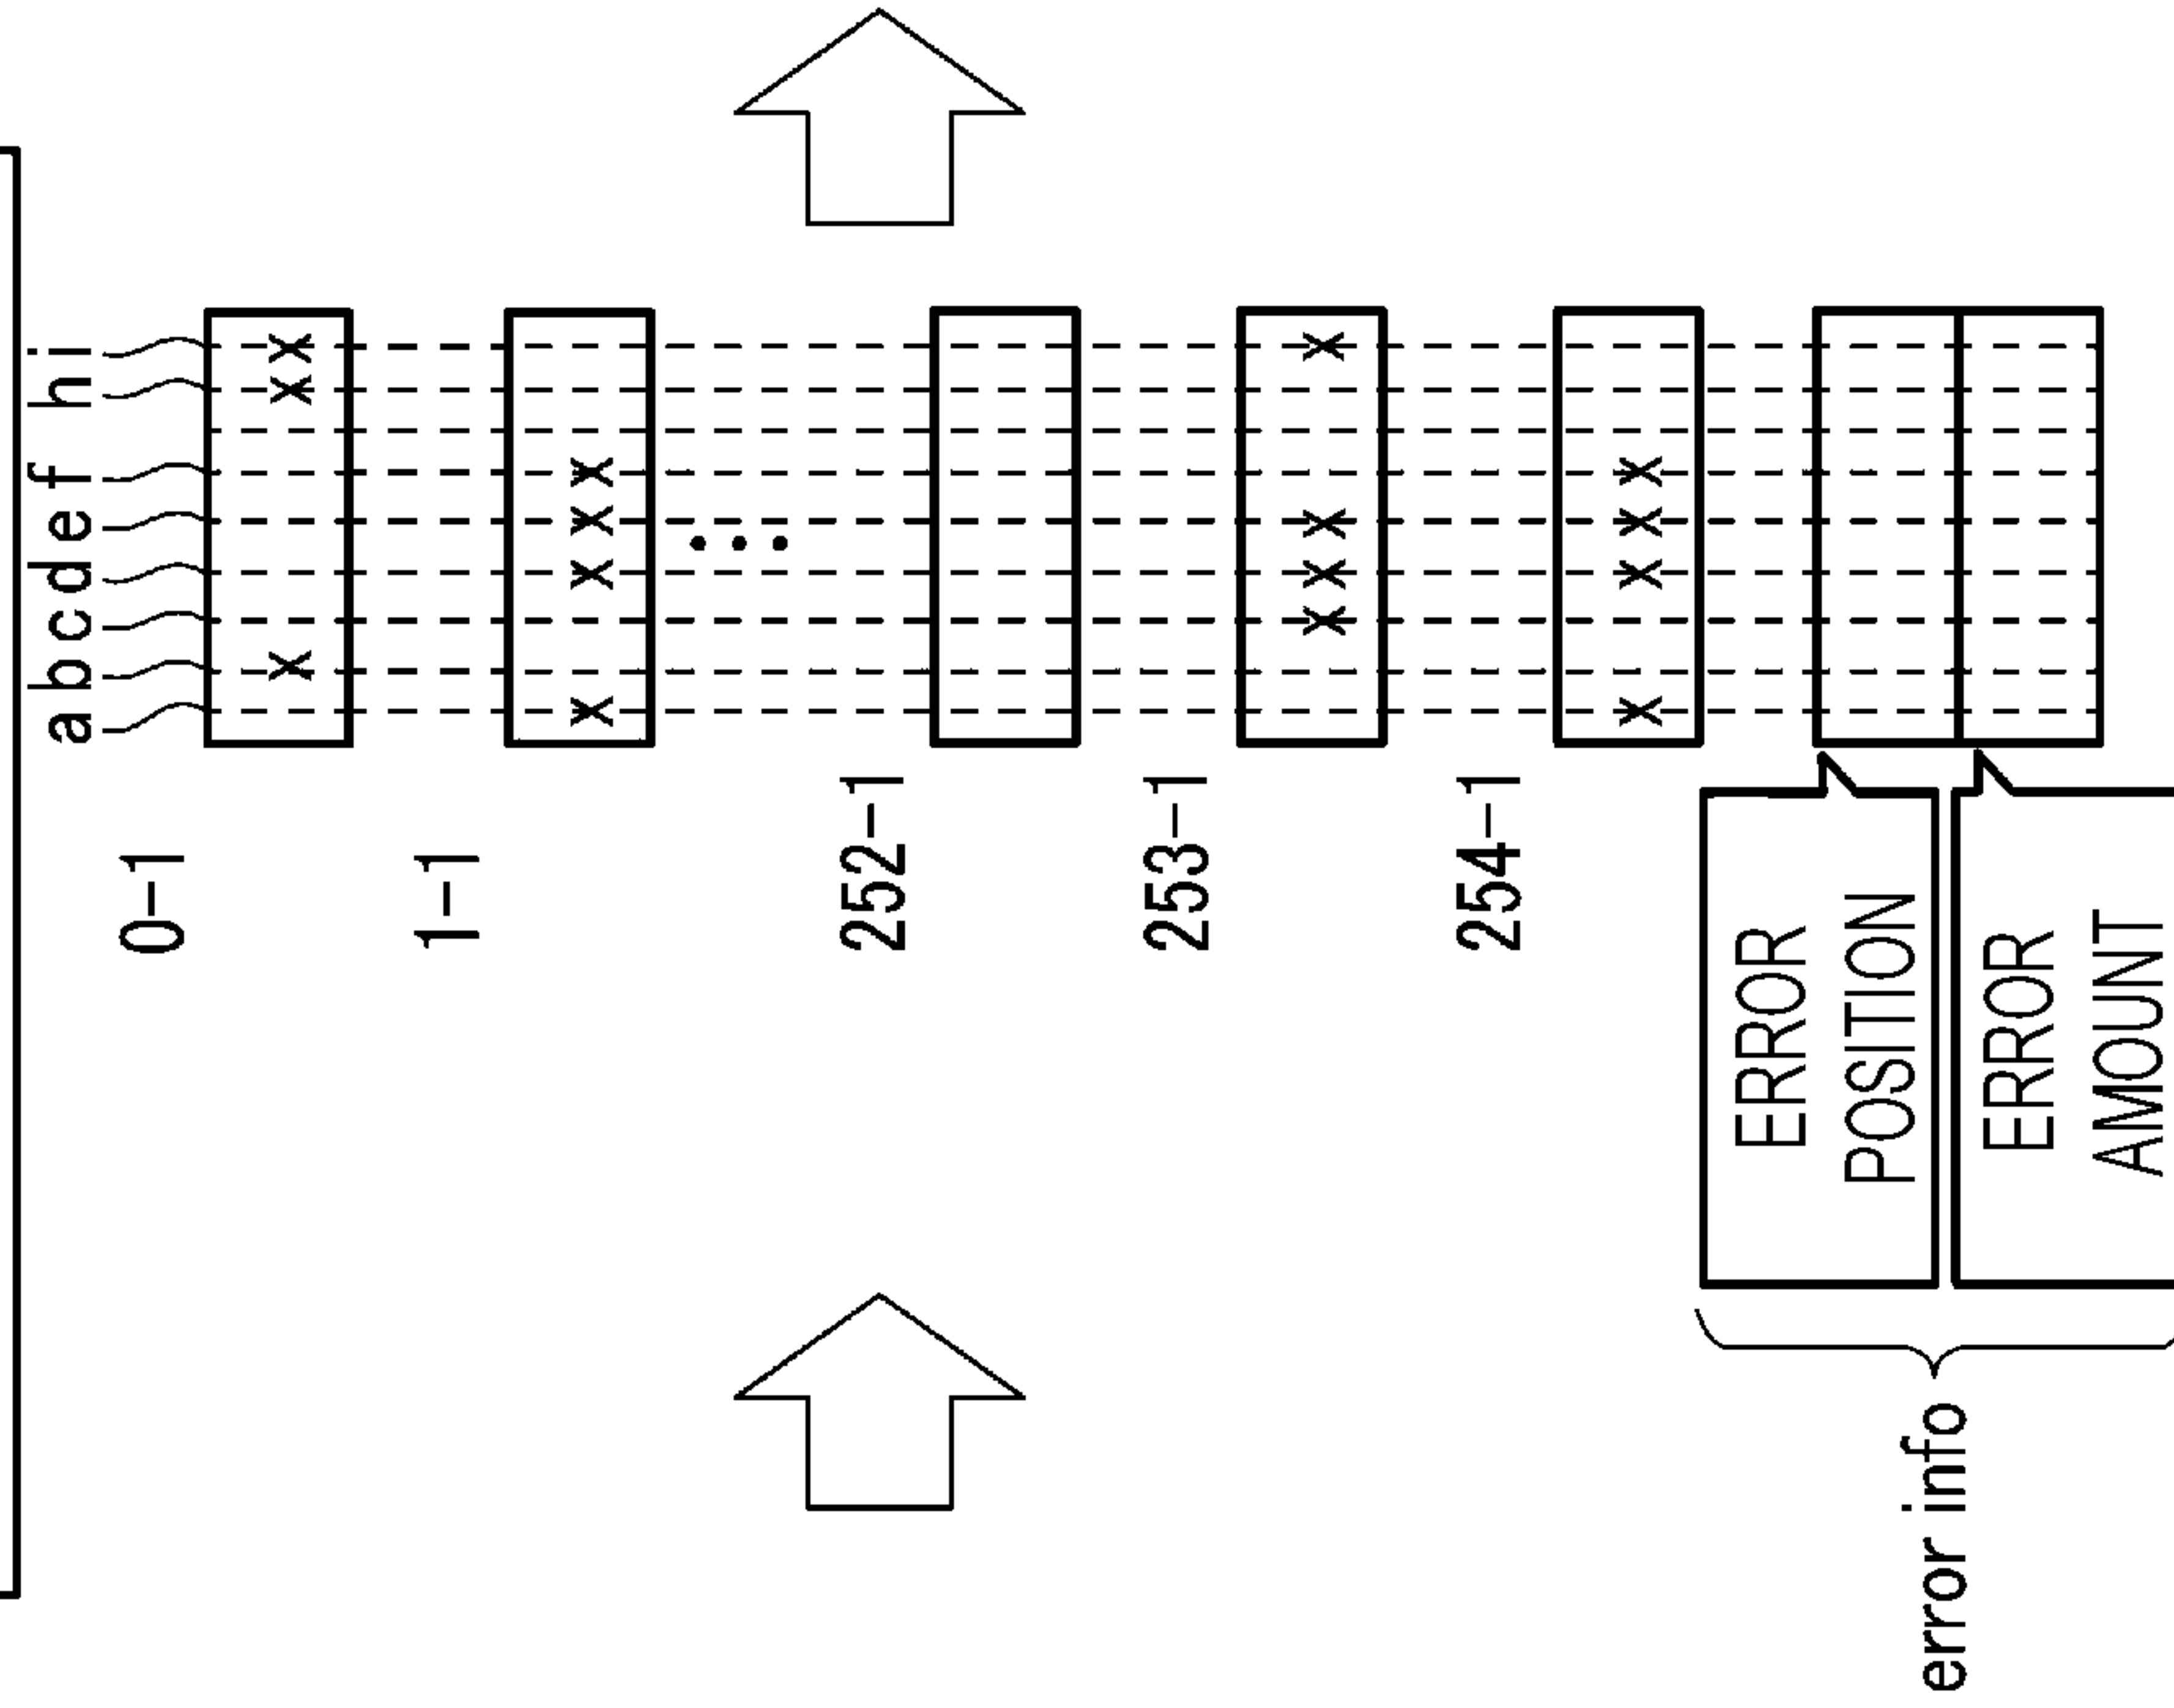 a b c d e f h i
X X X
0-1
X X X X
1-1
252-1
X X X X
253-1
X X X X
254-1
ERROR
POSITION
ERROR
AMOUNT
error info